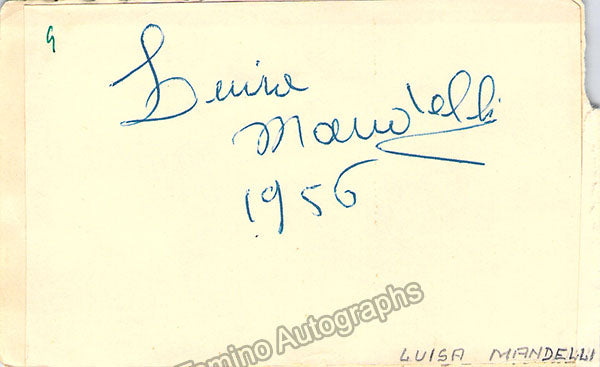 9
Luisa
Mandelli
1956
Tamino Autographs
LUISA MANDELLI